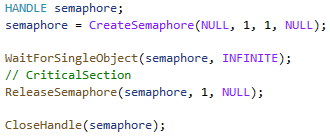 HANDLE semaphore;
semaphore = CreateSemaphore(NULL, 1, 1, NULL);
WaitForSingleObject(semaphore, INFINITE);
// CriticalSection
ReleaseSemaphore(semaphore, 1, NULL);
CloseHandle(semaphore);